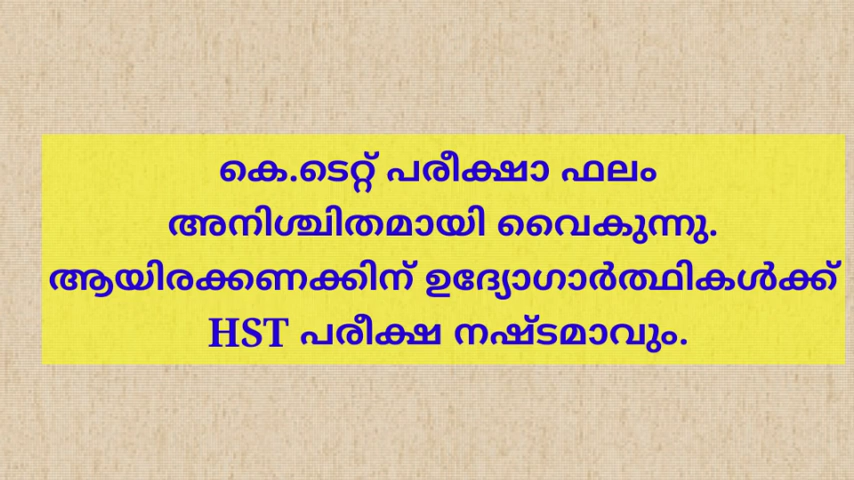 കെ.ടെറ്റ് പരീക്ഷാ ഫലം
അനിശ്ചിതമായി വൈകുന്നു.
ആയിരക്കണക്കിന് ഉദ്യോഗാർത്ഥികൾക്ക്
HST പരീക്ഷ നഷ്ടമാവും.